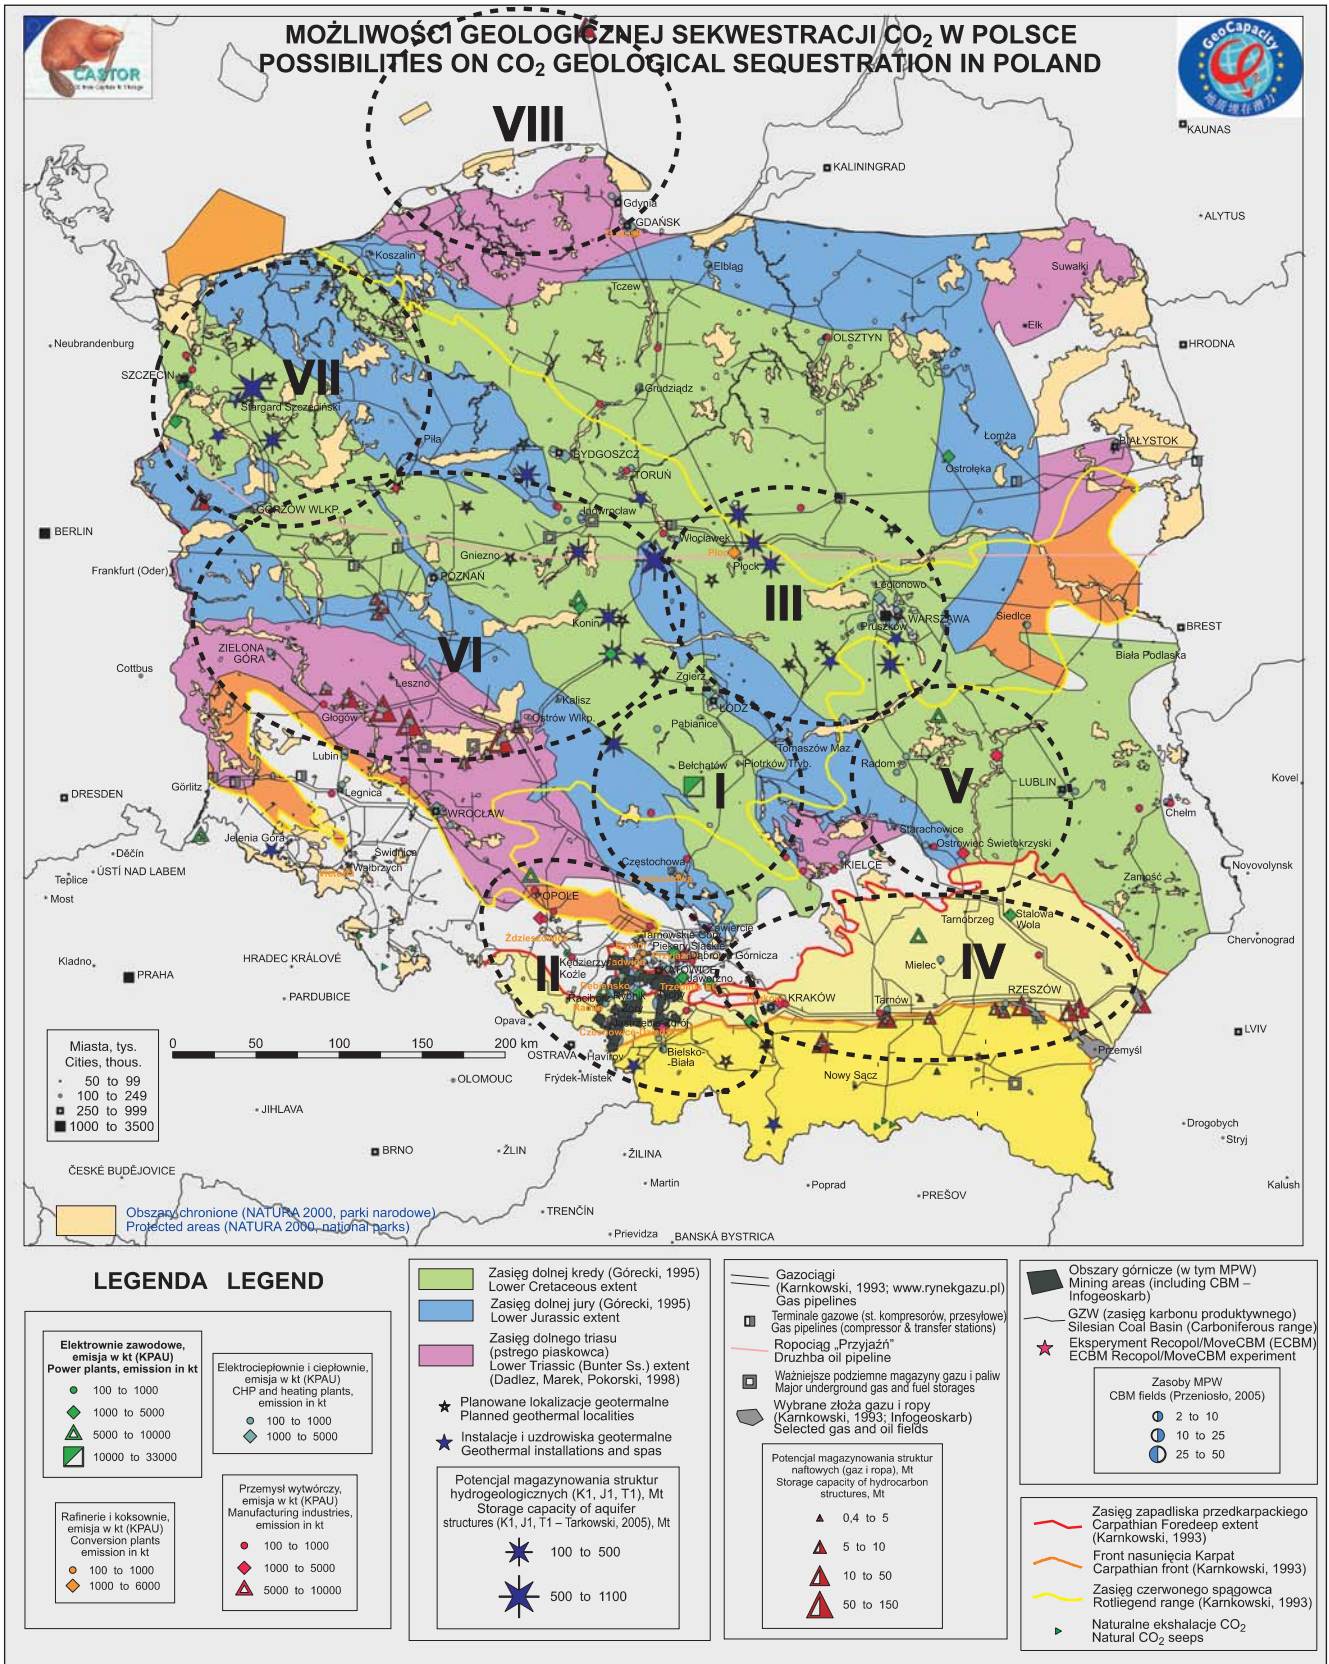 MOŻLIWOŚCI GEOLOGICZNEJ SEKWESTRACJI CO₂ W POLSCE
POSSIBILITIES ON CO₂ GEOLOGICAL SEQUESTRATION IN POLAND
CASTOR
GeoCapacity
VIII
KAUNAS
KALININGRAD
Gdynia
GDAŃSK
ALYTUS
Koszalin
Elbląg
Suwałki
Tczew
Ełk
Neubrandenburg
OLSZTYN
HRODNA
SZCZECIN
VII
Grudziądz
Stargard Szczeciński
Piła
Łomża
BIAŁYSTOK
BYDGOSZCZ
Ostrołęka
TORUŃ
GORZÓW WLKP.
Inowrocław
BERLIN
Włocławek
Gniezno
Płock
Płock
Frankfurt (Oder)
POZNAŃ
Legionowo
III
Konin
WARSZAWA
Pruszków
Siedlce
BREST
ZIELONA
GÓRA
VI
Biała Podlaska
Cottbus
Leszno
Zgierz
Kalisz
ŁÓDŹ
Głogów
Ostrów Wlkp.
Pabianice
Tomaszów Maz.
Lubin
Bełchatów
Piotrków Tryb.
Radom
I
V
LUBLIN
Kovel
Görlitz
DRESDEN
Legnica
WROCŁAW
Chełm
Starachowice
Jelenia Góra
Ostrowiec Świetokrzyski
Děčín
Świdnica
Wałbrzych
Częstochowa
KIELCE
Novovolynsk
ÚSTÍ NAD LABEM
Teplice
Zamość
Most
OPOLE
Tarnobrzeg
Stalowa
Wola
Zawiercie
Tarnowskie Góry
Chervonograd
Zdzieszowice
Piekary Śląskie
HRADEC KRÁLOVÉ
Kladno
Kędzierzyn
Koźle
Jadwiga
Dąbrowa Górnicza
KATOWICE
Jaworzno
II
IV
Mielec
PRAHA
Dębieńsko
Trzebinia
RZESZÓW
PARDUBICE
Racibórz
Rybnik
KRAKÓW
Tarnów
Opava
LVIV
OSTRAVA
Havířov
Bielsko-
-Biała
Przemyśl
Frýdek-Místek
Nowy Sącz
Miasta, tys.
Cities, thous.
50 to 99
100 to 249
250 to 999
1000 to 3500
0 50 100 150 200 km
OLOMOUC
JIHLAVA
Drogobych
Stryj
BRNO
ŽLIN
ŽILINA
ČESKÉ BUDĚJOVICE
Martin
Poprad
PREŠOV
Kalush
Obszary chronione (NATURA 2000, parki narodowe)
Protected areas (NATURA 2000, national parks)
TRENČÍN
Prievidza
BANSKÁ BYSTRICA
LEGENDA LEGEND
Elektrownie zawodowe,
emisja w kt (KPAU)
Power plants, emission in kt
100 to 1000
1000 to 5000
5000 to 10000
10000 to 33000
Elektrociepłownie i ciepłownie,
emisja w kt (KPAU)
CHP and heating plants,
emission in kt
100 to 1000
1000 to 5000
Rafinerie i koksownie,
emisja w kt (KPAU)
Conversion plants
emission in kt
100 to 1000
1000 to 6000
Przemysł wytwórczy,
emisja w kt (KPAU)
Manufacturing industries,
emission in kt
100 to 1000
1000 to 5000
5000 to 10000
Zasięg dolnej kredy (Górecki, 1995)
Lower Cretaceous extent
Zasięg dolnej jury (Górecki, 1995)
Lower Jurassic extent
Zasięg dolnego triasu
(pstrego piaskowca)
Lower Triassic (Bunter Ss.) extent
(Dadlez, Marek, Pokorski, 1998)
Planowane lokalizacje geotermalne
Planned geothermal localities
Instalacje i uzdrowiska geotermalne
Geothermal installations and spas
Potencjał magazynowania struktur
hydrogeologicznych (K1, J1, T1), Mt
Storage capacity of aquifer
structures (K1, J1, T1 – Tarkowski, 2005), Mt
100 to 500
500 to 1100
Gazociągi
(Karnkowski, 1993; www.rynekgazu.pl)
Gas pipelines
Terminale gazowe (st. kompresorów, przesyłowe)
Gas pipelines (compressor & transfer stations)
Ropociąg „Przyjaźń”
Druzhba oil pipeline
Ważniejsze podziemne magazyny gazu i paliw
Major underground gas and fuel storages
Wybrane złoża gazu i ropy
(Karnkowski, 1993; Infogeoskarb)
Selected gas and oil fields
Potencjał magazynowania struktur
naftowych (gaz i ropa), Mt
Storage capacity of hydrocarbon
structures, Mt
0,4 to 5
5 to 10
10 to 50
50 to 150
Obszary górnicze (w tym MPW)
Mining areas (including CBM –
Infogeoskarb)
GZW (zasięg karbonu produktywnego)
Silesian Coal Basin (Carboniferous range)
Eksperyment Recopol/MoveCBM (ECBM)
ECBM Recopol/MoveCBM experiment
Zasoby MPW
CBM fields (Przeniosło, 2005)
2 to 10
10 to 25
25 to 50
Zasięg zapadliska przedkarpackiego
Carpathian Foredeep extent
(Karnkowski, 1993)
Front nasunięcia Karpat
Carpathian front (Karnkowski, 1993)
Zasięg czerwonego spągowca
Rotliegend range (Karnkowski, 1993)
Naturalne ekshalacje CO₂
Natural CO₂ seeps